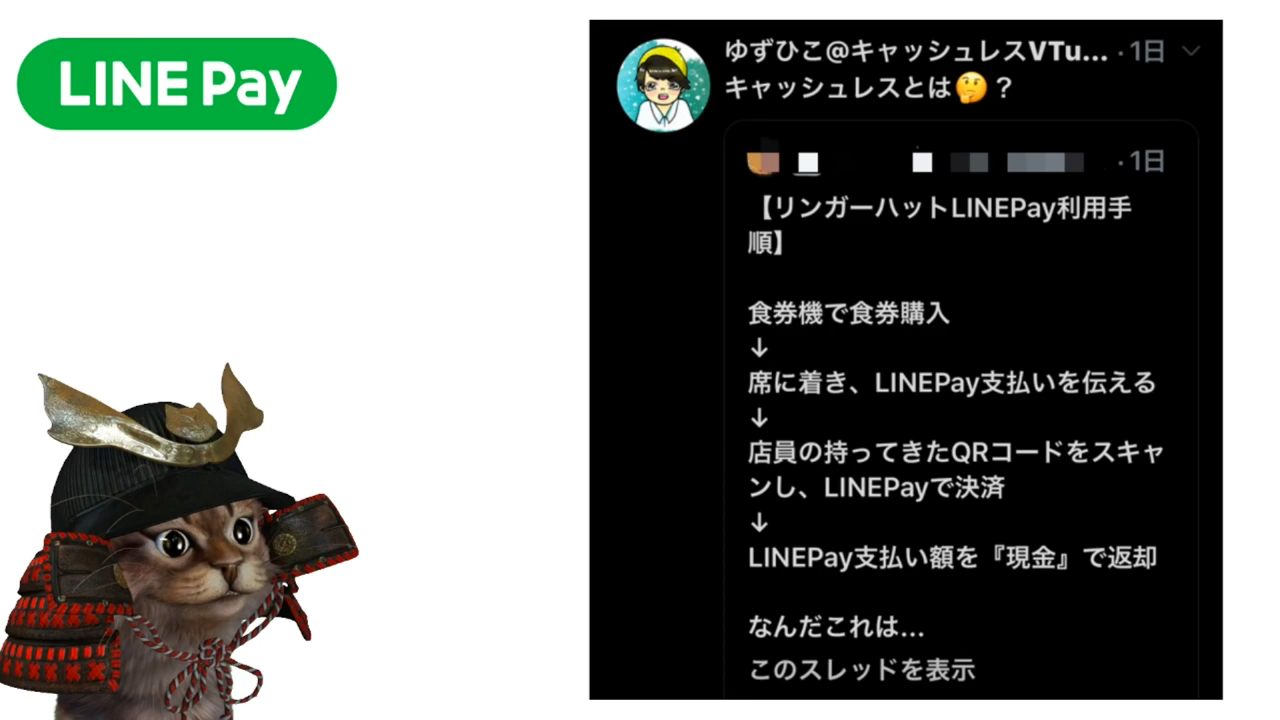 LINE Pay
ゆずひこ@キャッシュレスVTu... · 1日
キャッシュレスとは🤔？
· 1日
【リンガーハットLINEPay利用手
順】
食券機で食券購入
↓
席に着き、LINEPay支払いを伝える
↓
店員の持ってきたQRコードをスキャ
ンし、LINEPayで決済
↓
LINEPay支払い額を『現金』で返却
なんだこれは...
このスレッドを表示